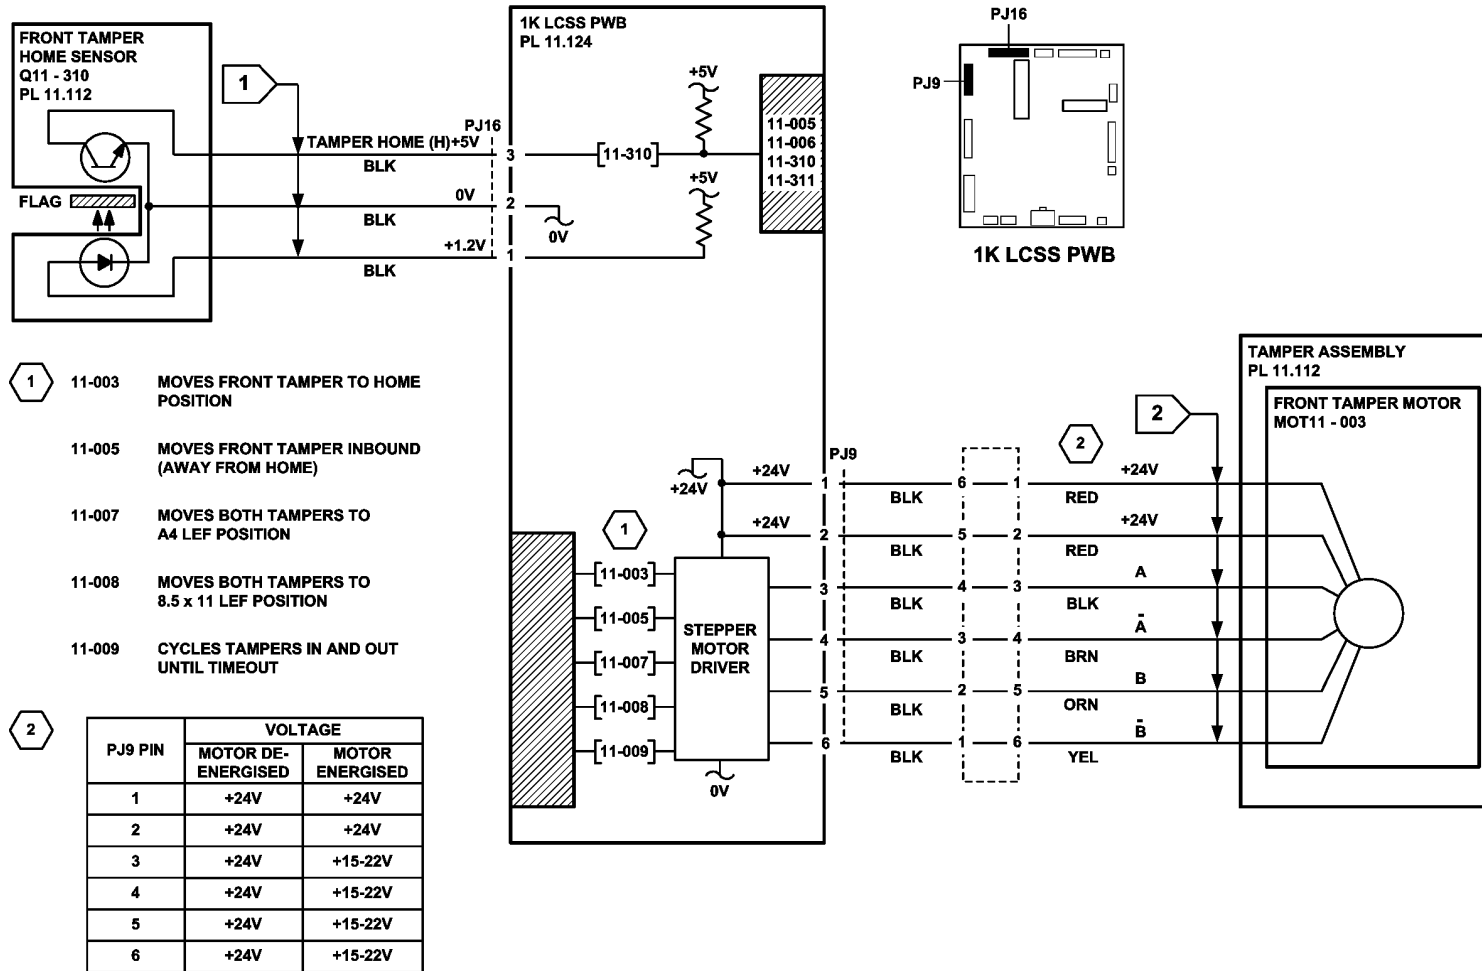 FRONT TAMPER
HOME SENSOR
Q11 - 310
PL 11.112
1
TAMPER HOME (H)+5V
BLK
FLAG
0V
BLK
+1.2V
BLK
PJ16
3
2
1
1K LCSS PWB
PL 11.124
+5V
[11-310]
+5V
0V
11-005
11-006
11-310
11-311
PJ16
PJ9
1K LCSS PWB
1
11-003 MOVES FRONT TAMPER TO HOME
POSITION
11-005 MOVES FRONT TAMPER INBOUND
(AWAY FROM HOME)
11-007 MOVES BOTH TAMPERS TO
A4 LEF POSITION
11-008 MOVES BOTH TAMPERS TO
8.5 x 11 LEF POSITION
11-009 CYCLES TAMPERS IN AND OUT
UNTIL TIMEOUT
2
PJ9 PIN VOLTAGE
MOTOR DE-
ENERGISED
MOTOR
ENERGISED
1 +24V +24V
2 +24V +24V
3 +24V +15-22V
4 +24V +15-22V
5 +24V +15-22V
6 +24V +15-22V
1
[11-003]
[11-005]
[11-007]
[11-008]
[11-009]
+24V
STEPPER
MOTOR
DRIVER
0V
PJ9
+24V 1 BLK 6 1 RED +24V
+24V 2 BLK 5 2 RED +24V
3 BLK 4 3 BLK A
4 BLK 3 4 BRN Ā
5 BLK 2 5 ORN B
6 BLK 1 6 YEL B̄
2
2
TAMPER ASSEMBLY
PL 11.112
FRONT TAMPER MOTOR
MOT11 - 003